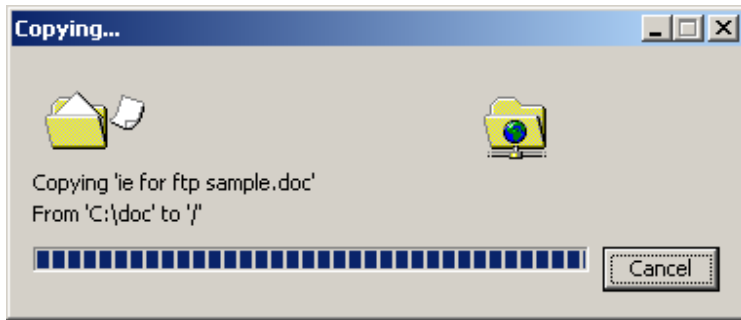 Copying...
Copying 'ie for ftp sample.doc'
From 'C:\doc' to '/'
Cancel